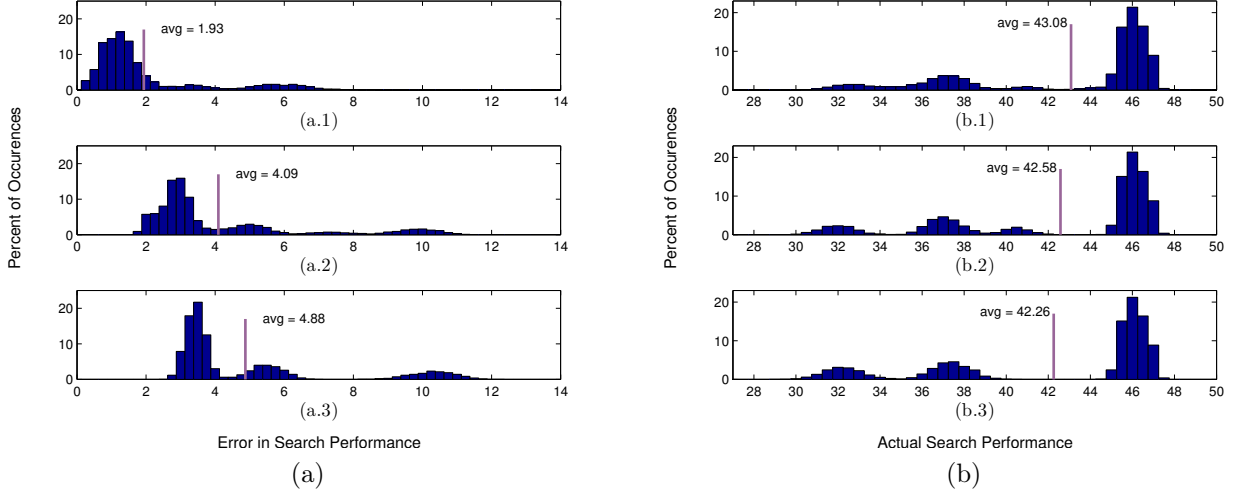 20
10
0
avg = 1.93
0 2 4 6 8 10 12 14
(a.1)
20
10
0
avg = 4.09
0 2 4 6 8 10 12 14
(a.2)
20
10
0
avg = 4.88
0 2 4 6 8 10 12 14
(a.3)
Percent of Occurences
Error in Search Performance
(a)
20
10
0
avg = 43.08
28 30 32 34 36 38 40 42 44 46 48 50
(b.1)
20
10
0
avg = 42.58
28 30 32 34 36 38 40 42 44 46 48 50
(b.2)
20
10
0
avg = 42.26
28 30 32 34 36 38 40 42 44 46 48 50
(b.3)
Percent of Occurences
Actual Search Performance
(b)